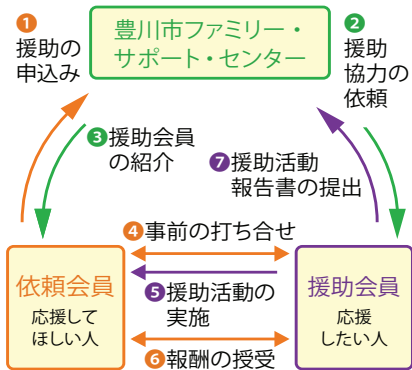 ❶
援助の
申込み
豊川市ファミリー・
サポート・センター
❷
援助
協力の
依頼
❸援助会員
の紹介
❼援助活動
報告書の提出
❹事前の打ち合せ
依頼会員
応援して
ほしい人
❺援助活動の
実施
援助会員
応援
したい人
❻報酬の授受